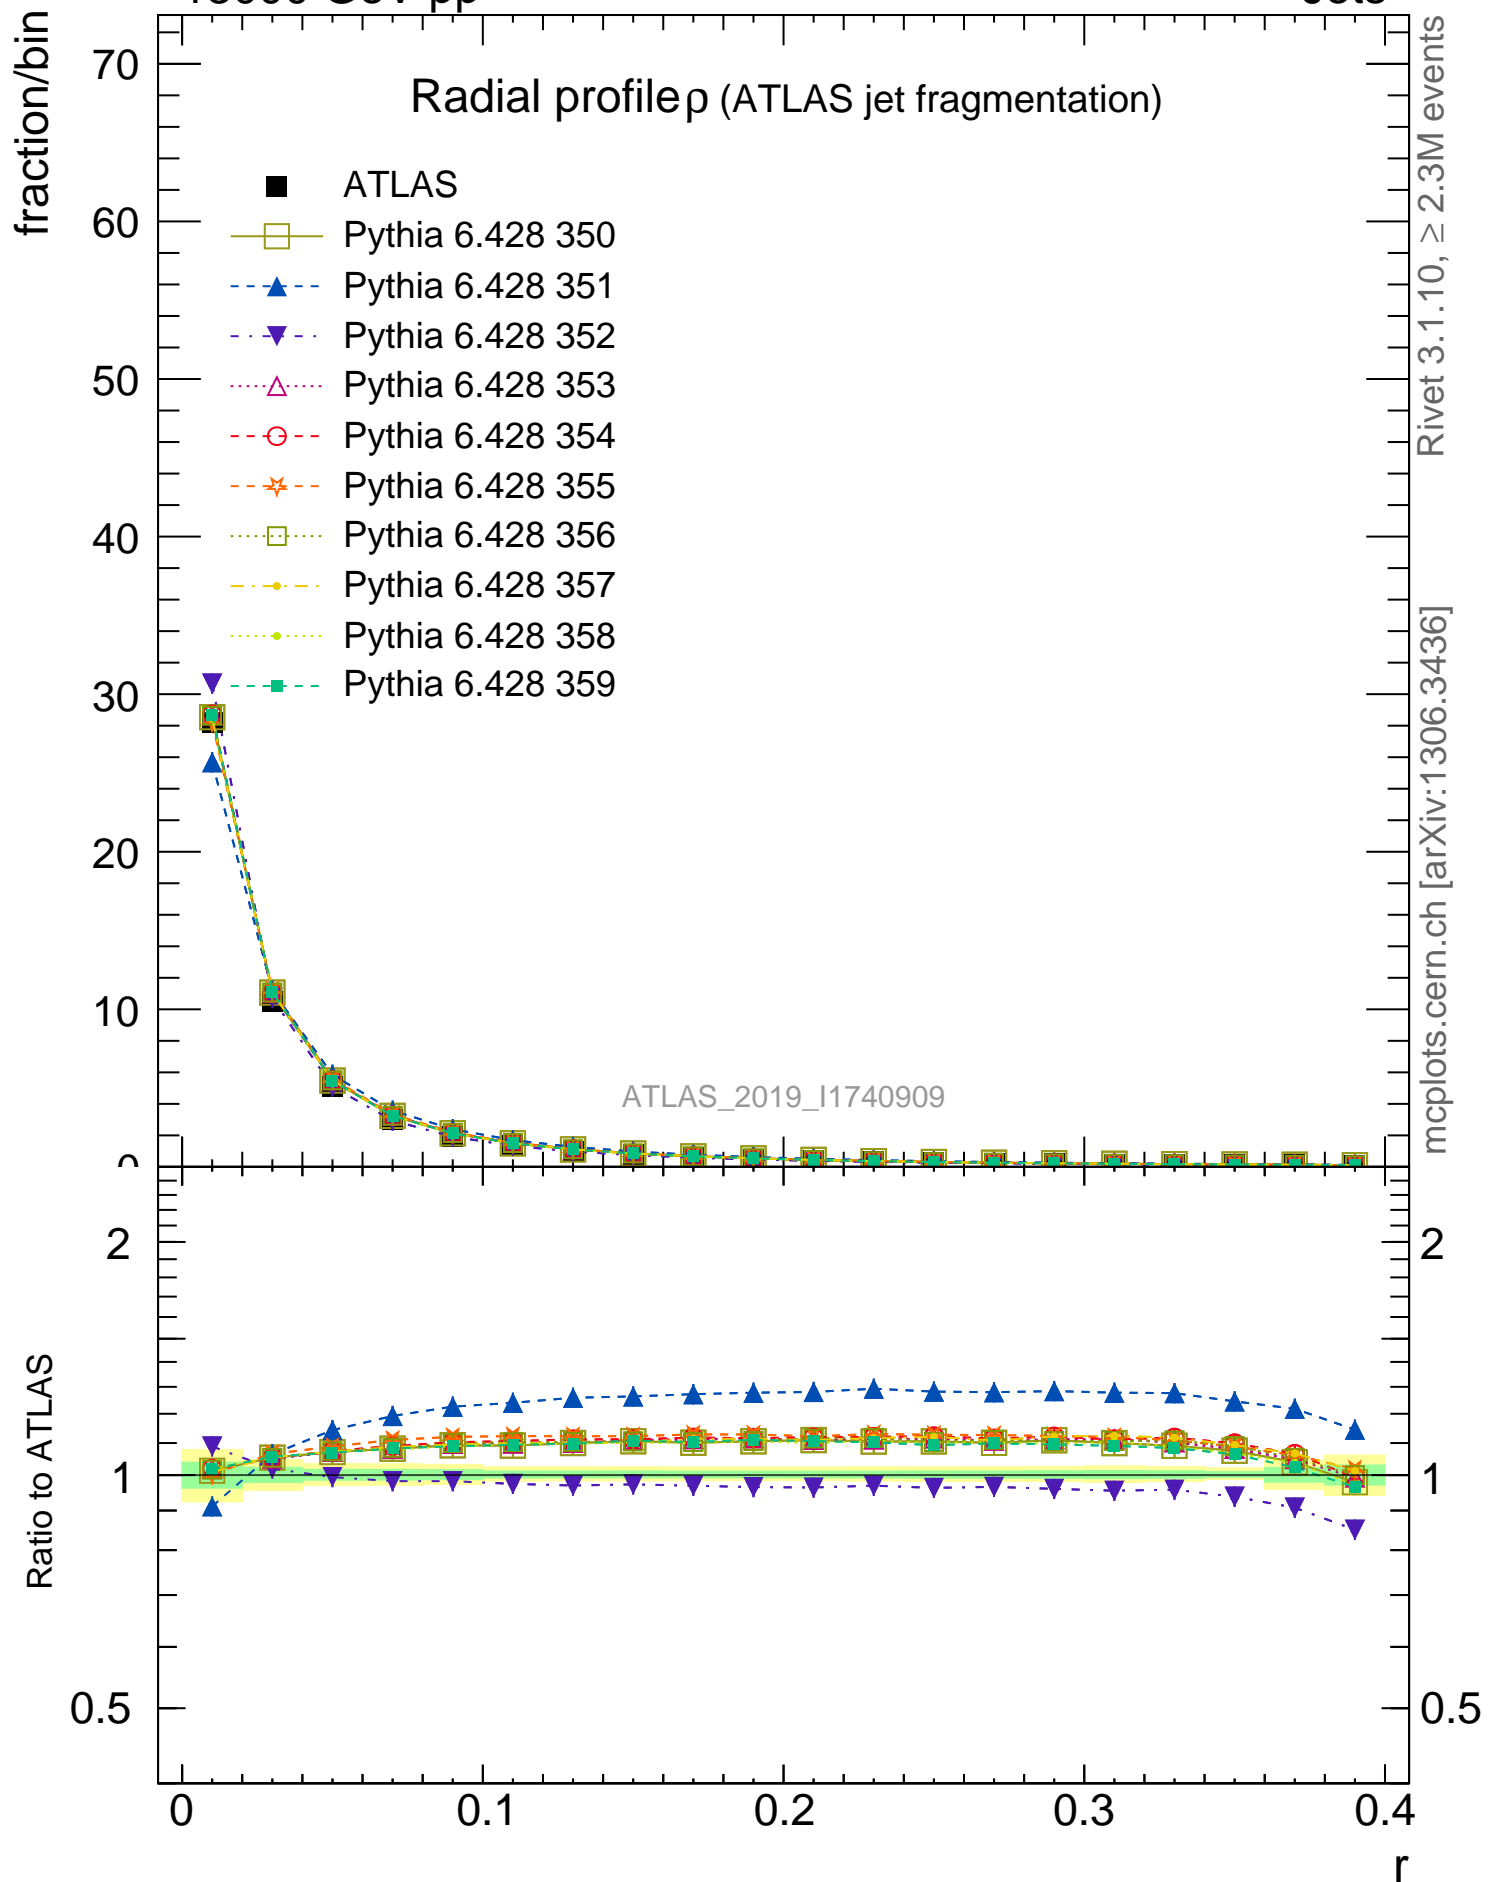 fraction/bin
Radial profileρ (ATLAS jet fragmentation)
ATLAS
Pythia 6.428 350
Pythia 6.428 351
Pythia 6.428 352
Pythia 6.428 353
Pythia 6.428 354
Pythia 6.428 355
Pythia 6.428 356
Pythia 6.428 357
Pythia 6.428 358
Pythia 6.428 359
70
60
50
40
30
20
10
0
ATLAS_2019_I1740909
Rivet 3.1.10, ≥ 2.3M events
mcplots.cern.ch [arXiv:1306.3436]
Ratio to ATLAS
2
1
0.5
2
1
0.5
0
0.1
0.2
0.3
0.4
r